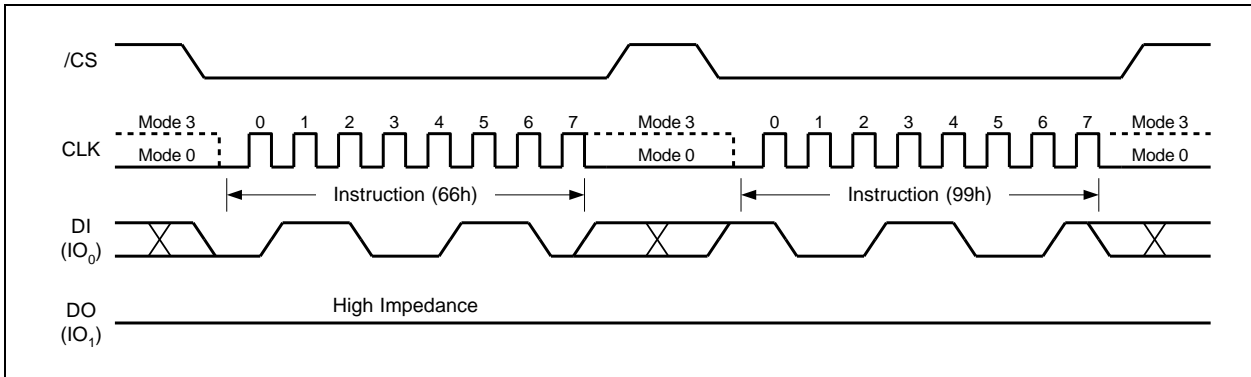 /CS
Mode 3 0 1 2 3 4 5 6 7 Mode 3 0 1 2 3 4 5 6 7 Mode 3
CLK
Mode 0 Mode 0 Mode 0
Instruction (66h) Instruction (99h)
DI
(IO₀)
High Impedance
DO
(IO₁)